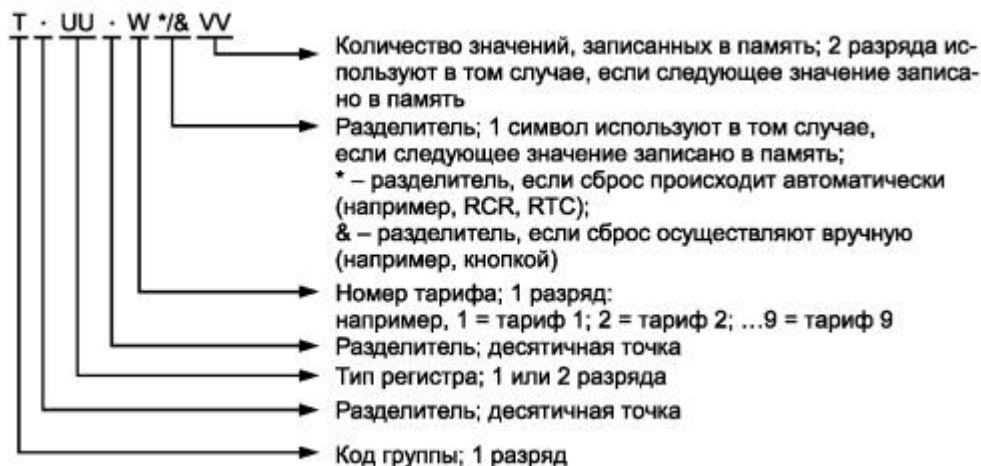 T · UU · W */& VV
Количество значений, записанных в память; 2 разряда ис-
пользуют в том случае, если следующее значение записа-
но в память
Разделитель; 1 символ используют в том случае,
если следующее значение записано в память;
* – разделитель, если сброс происходит автоматически
(например, RCR, RTC);
& – разделитель, если сброс осуществляют вручную
(например, кнопкой)
Номер тарифа; 1 разряд:
например, 1 = тариф 1; 2 = тариф 2; ...9 = тариф 9
Разделитель; десятичная точка
Тип регистра; 1 или 2 разряда
Разделитель; десятичная точка
Код группы; 1 разряд